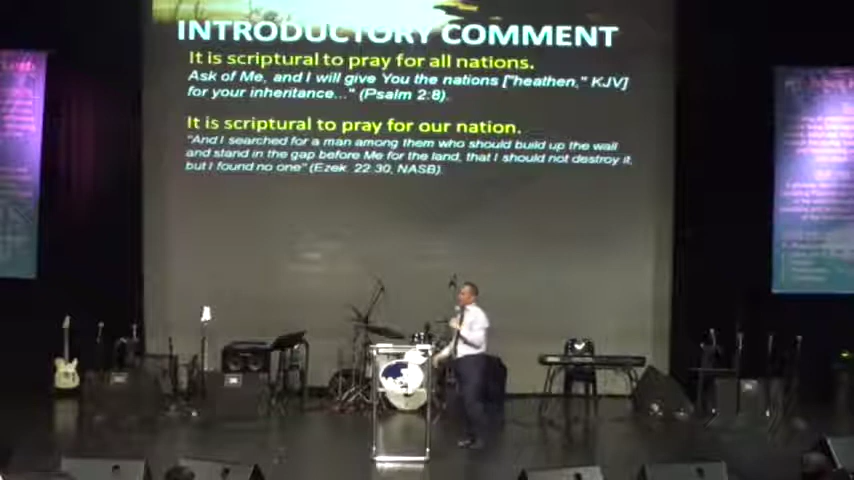 INTRODUCTORY COMMENT
It is scriptural to pray for all nations.
Ask of Me, and I will give You the nations ["heathen," KJV]
for your inheritance..." (Psalm 2:8).
It is scriptural to pray for our nation.
"And I searched for a man among them who should build up the wall
and stand in the gap before Me for the land, that I should not destroy it,
but I found no one" (Ezek. 22:30, NASB).